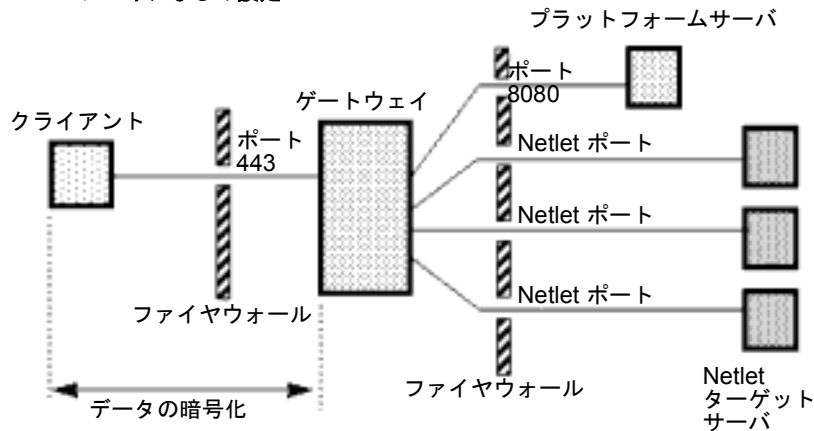 プラットフォームサーバ
ポート
8080
ゲートウェイ
クライアント
ポート
443
Netlet ポート
Netlet ポート
Netlet ポート
ファイヤウォール
ファイヤウォール
データの暗号化
Netlet
ターゲット
サーバ